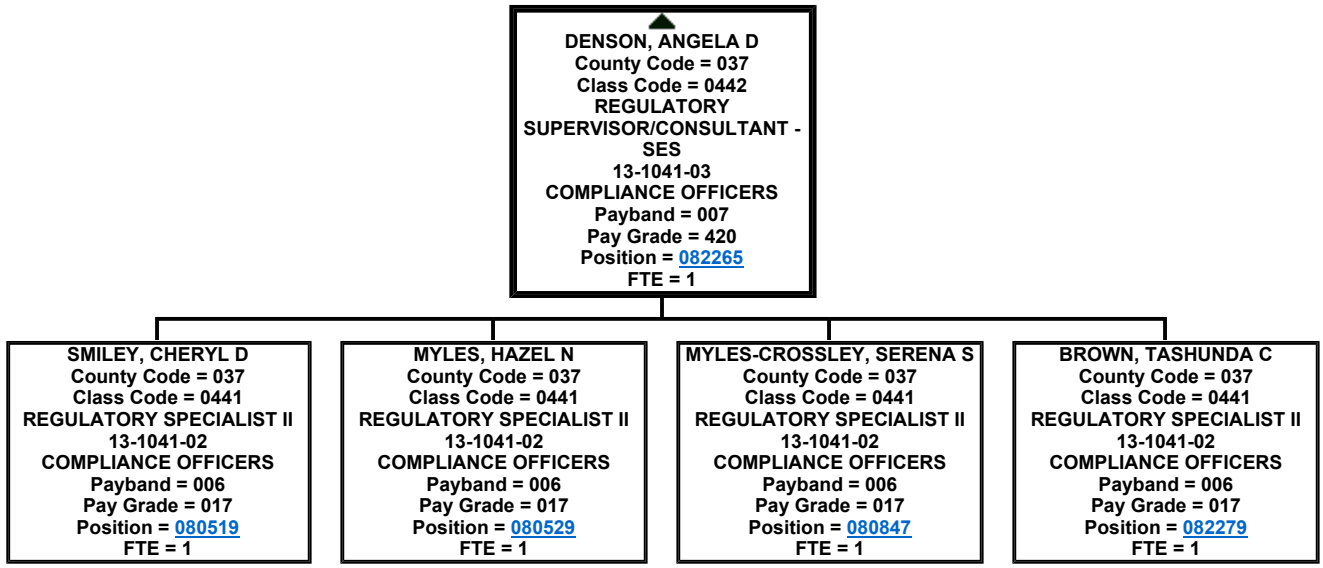 DENSON, ANGELA D
County Code = 037
Class Code = 0442
REGULATORY
SUPERVISOR/CONSULTANT -
SES
13-1041-03
COMPLIANCE OFFICERS
Payband = 007
Pay Grade = 420
Position = 082265
FTE = 1
SMILEY, CHERYL D
County Code = 037
Class Code = 0441
REGULATORY SPECIALIST II
13-1041-02
COMPLIANCE OFFICERS
Payband = 006
Pay Grade = 017
Position = 080519
FTE = 1
MYLES, HAZEL N
County Code = 037
Class Code = 0441
REGULATORY SPECIALIST II
13-1041-02
COMPLIANCE OFFICERS
Payband = 006
Pay Grade = 017
Position = 080529
FTE = 1
MYLES-CROSSLEY, SERENA S
County Code = 037
Class Code = 0441
REGULATORY SPECIALIST II
13-1041-02
COMPLIANCE OFFICERS
Payband = 006
Pay Grade = 017
Position = 080847
FTE = 1
BROWN, TASHUNDA C
County Code = 037
Class Code = 0441
REGULATORY SPECIALIST II
13-1041-02
COMPLIANCE OFFICERS
Payband = 006
Pay Grade = 017
Position = 082279
FTE = 1